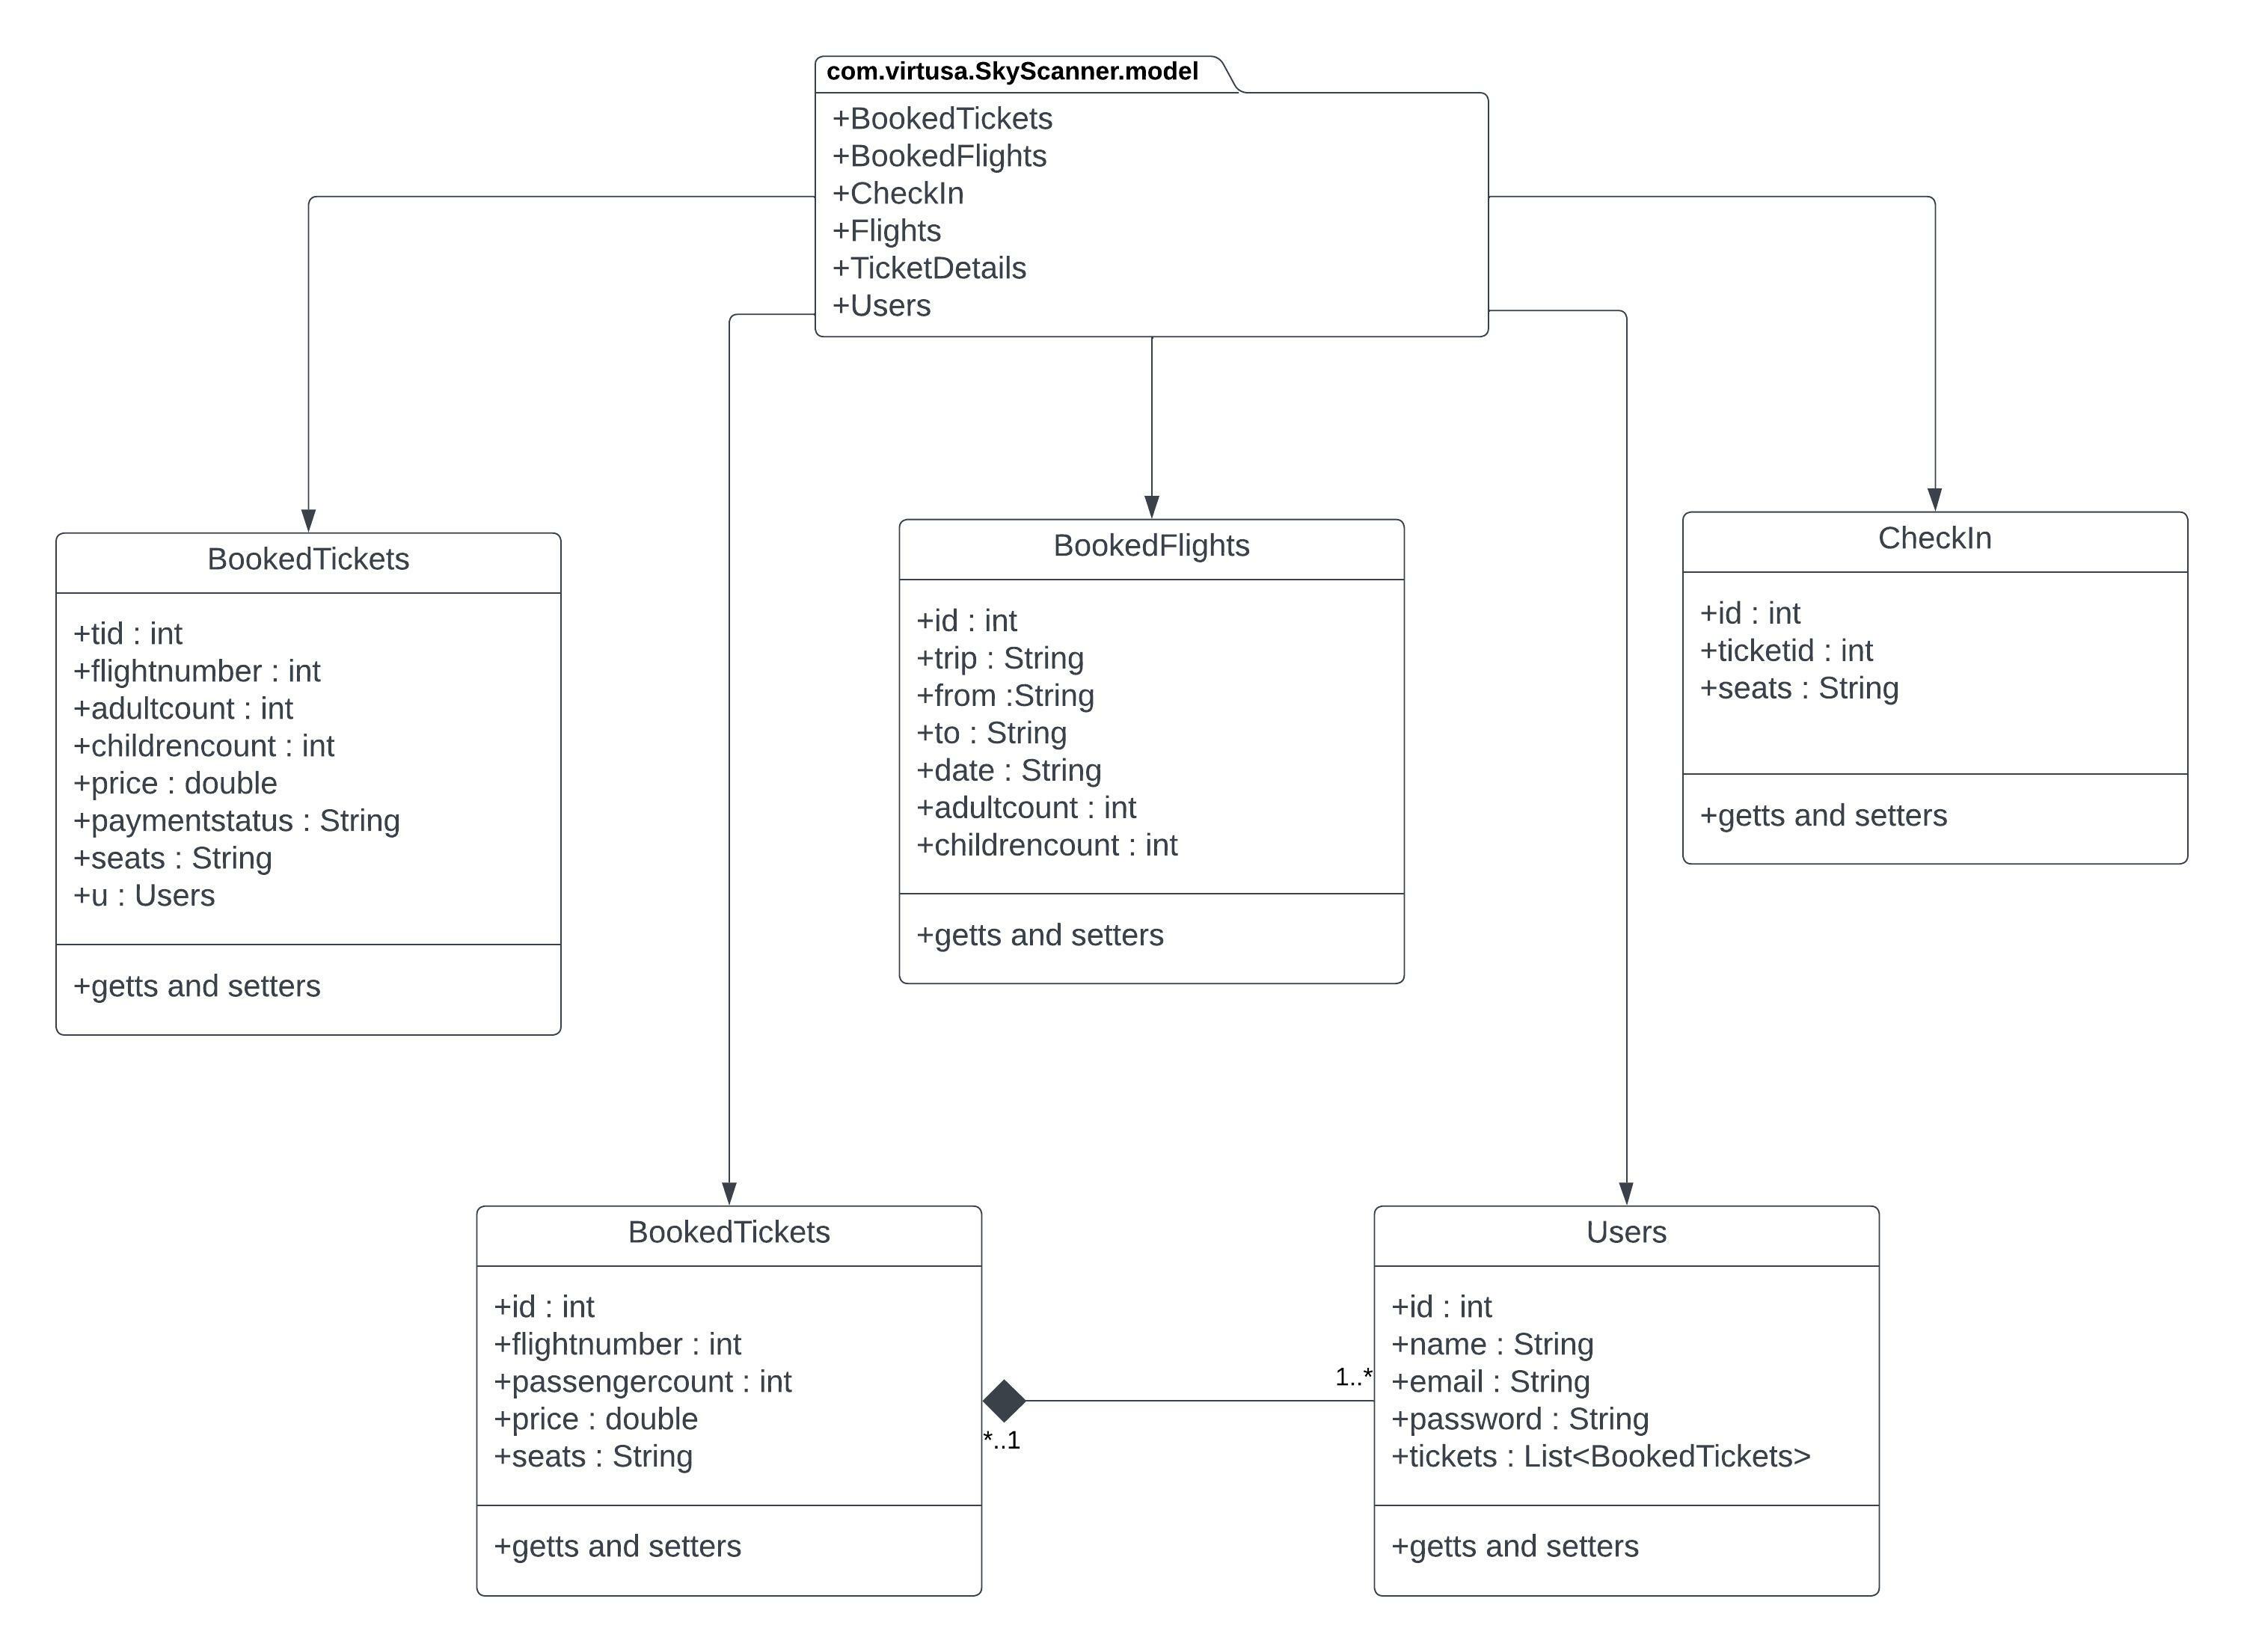 com.virtusa.SkyScanner.model
+BookedTickets
+BookedFlights
+CheckIn
+Flights
+TicketDetails
+Users
BookedTickets
+tid : int
+flightnumber : int
+adultcount : int
+childrencount : int
+price : double
+paymentstatus : String
+seats : String
+u : Users
+getts and setters
BookedFlights
+id : int
+trip : String
+from :String
+to : String
+date : String
+adultcount : int
+childrencount : int
+getts and setters
CheckIn
+id : int
+ticketid : int
+seats : String
+getts and setters
BookedTickets
+id : int
+flightnumber : int
+passengercount : int
+price : double
+seats : String
+getts and setters
*..1
1..*
Users
+id : int
+name : String
+email : String
+password : String
+tickets : List<BookedTickets>
+getts and setters